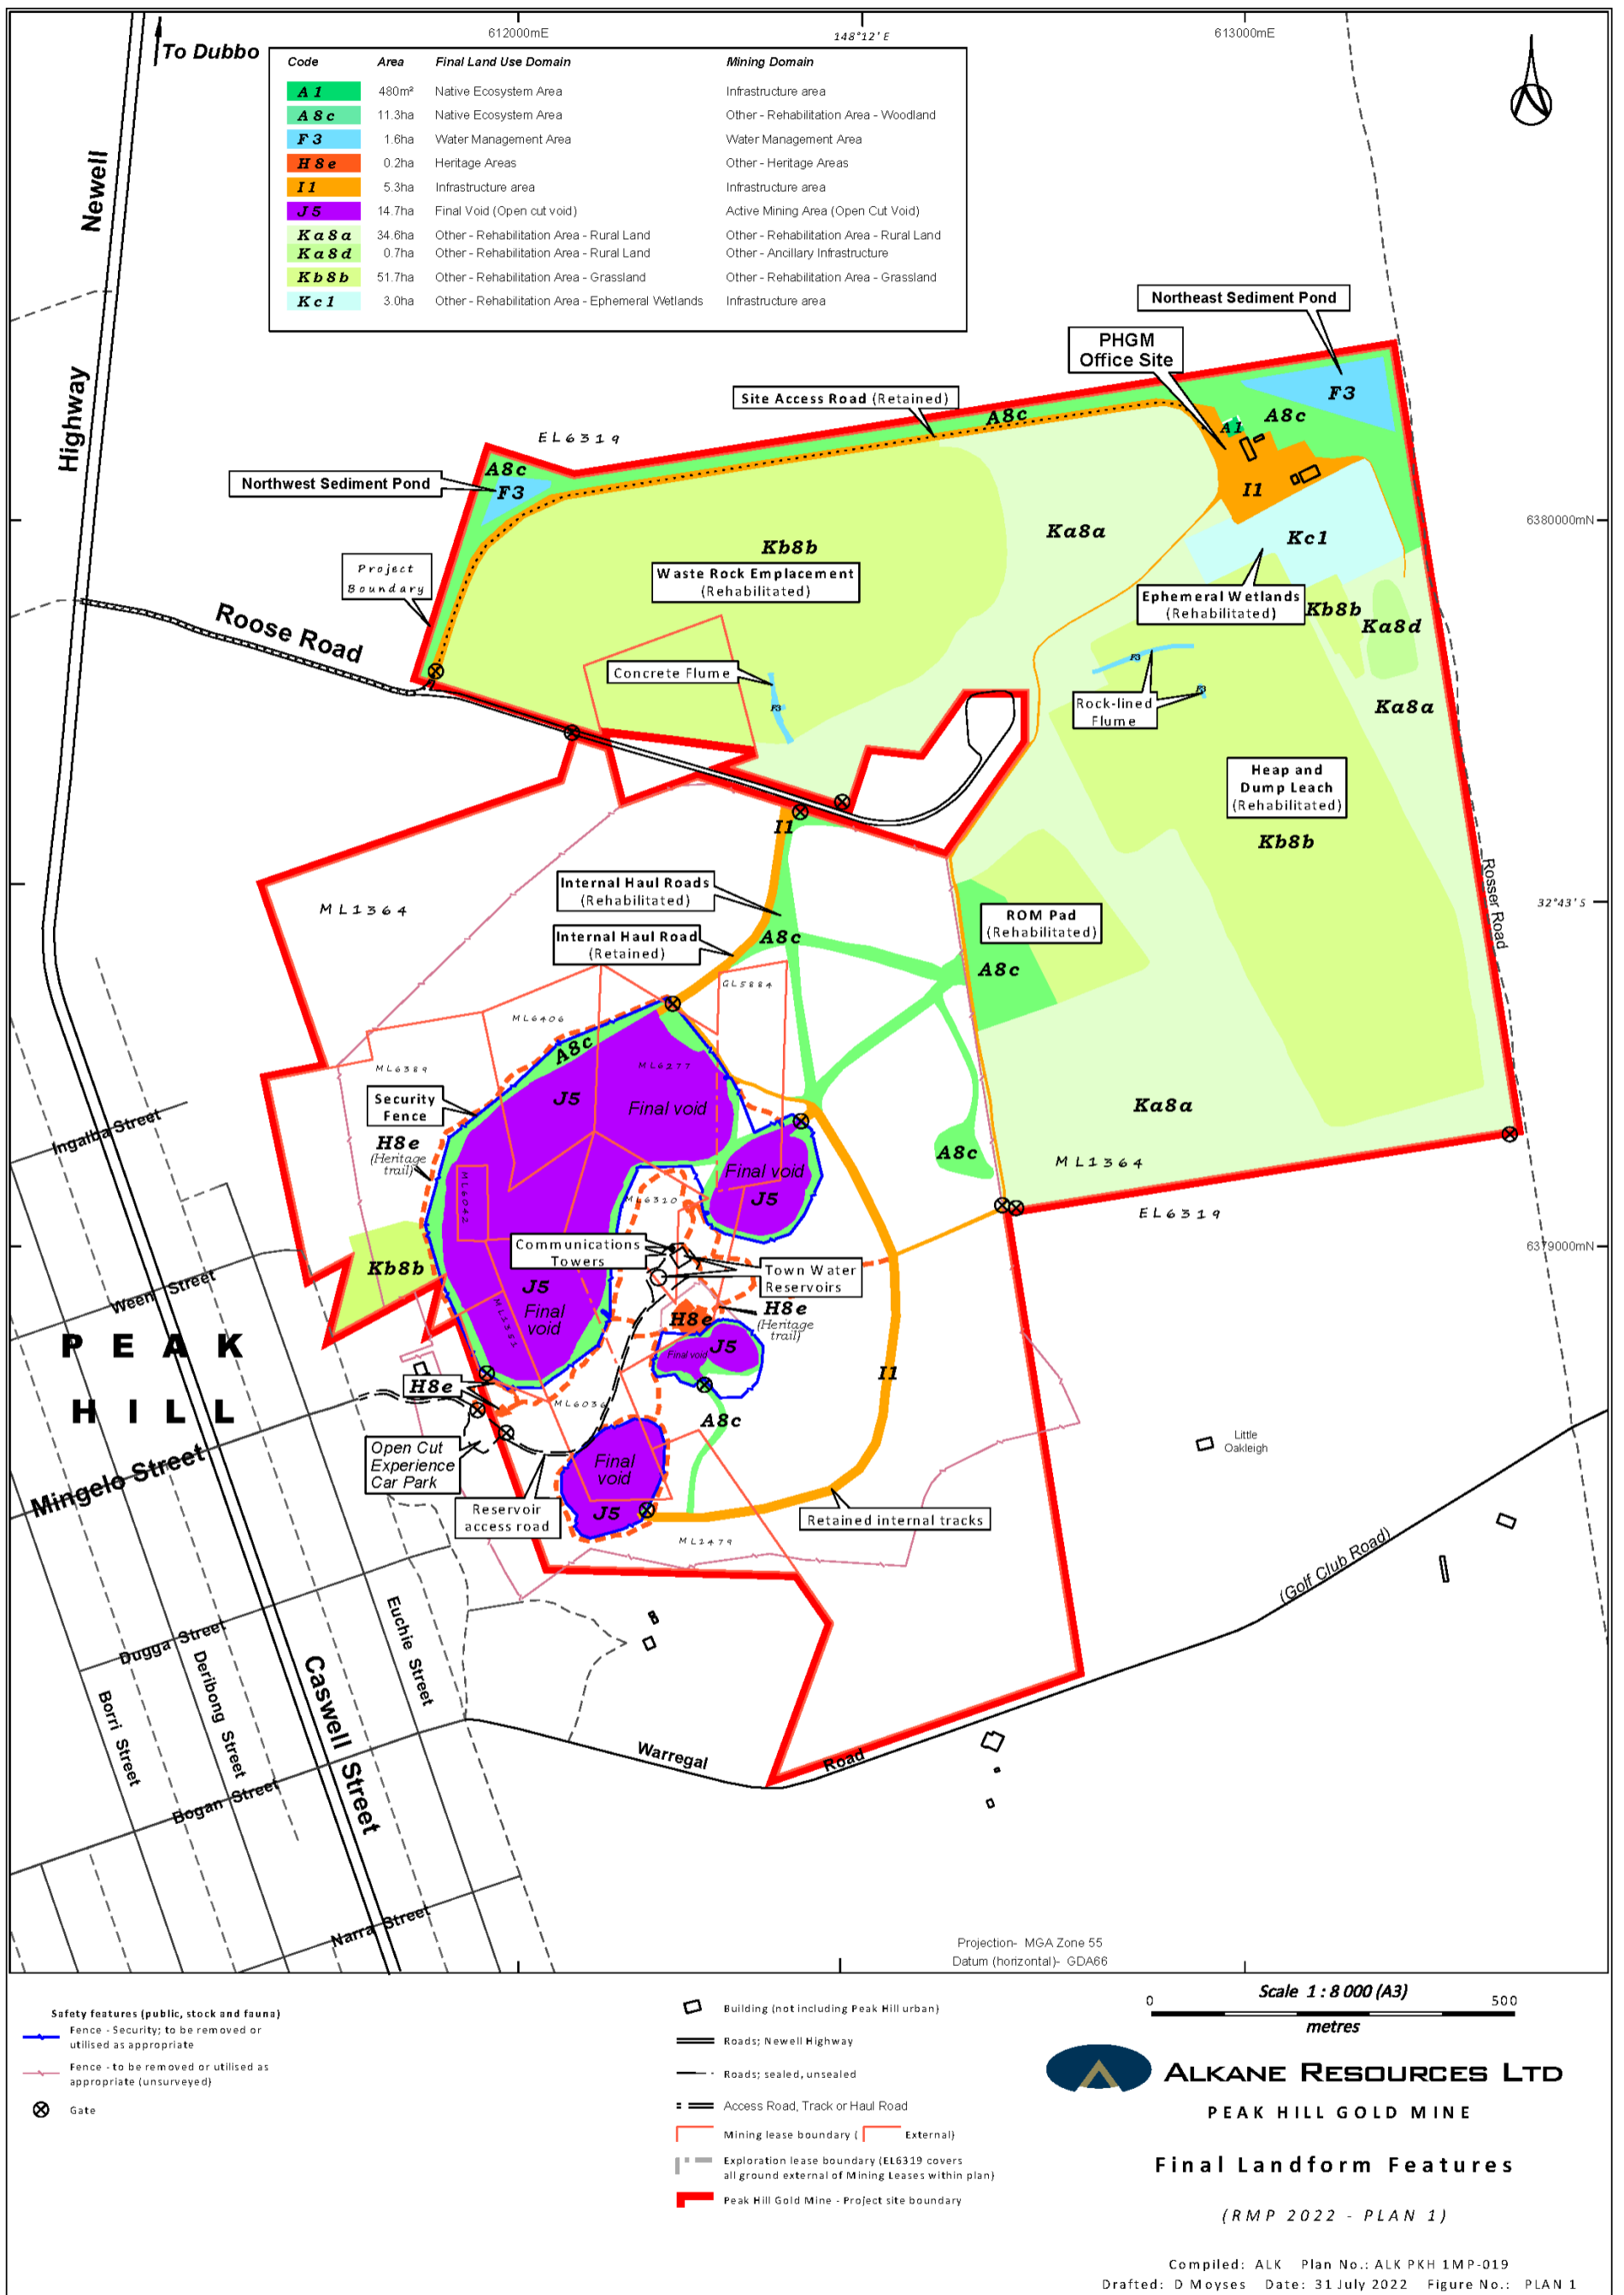 612000mE
148°12' E
613000mE
To Dubbo
Code Area Final Land Use Domain Mining Domain
A1 480m² Native Ecosystem Area Infrastructure area
A8c 11.3ha Native Ecosystem Area Other - Rehabilitation Area - Woodland
F3 1.6ha Water Management Area Water Management Area
H8e 0.2ha Heritage Areas Other - Heritage Areas
I1 5.3ha Infrastructure area Infrastructure area
J5 14.7ha Final Void (Open cut void) Active Mining Area (Open Cut Void)
Ka8a 34.6ha Other - Rehabilitation Area - Rural Land Other - Rehabilitation Area - Rural Land
Ka8d 0.7ha Other - Rehabilitation Area - Rural Land Other - Ancillary Infrastructure
Kb8b 51.7ha Other - Rehabilitation Area - Grassland Other - Rehabilitation Area - Grassland
Kc1 3.0ha Other - Rehabilitation Area - Ephemeral Wetlands Infrastructure area
Newell
Highway
Northeast Sediment Pond
PHGM
Office Site
Site Access Road (Retained)
F3
A8c
A8c
A1
EL6319
A8c
Northwest Sediment Pond
F3
I1
6380000mN
Ka8a
Kc1
Kb8b
Waste Rock Emplacement
(Rehabilitated)
Project
Boundary
Ephemeral Wetlands
(Rehabilitated)
Kb8b
Ka8d
Roose Road
Concrete Flume
F3
F3
F3
Rock-lined
Flume
Ka8a
Heap and
Dump Leach
(Rehabilitated)
Kb8b
I1
Rosser Road
Internal Haul Roads
(Rehabilitated)
ML1364
32°43' S
ROM Pad
(Rehabilitated)
Internal Haul Road
(Retained)
A8c
A8c
GL5884
ML6406
A8c
ML6389
ML6277
J5
Final void
Security
Fence
Ka8a
Ingalba Street
H8e
(Heritage
trail)
A8c
ML1364
Final void
J5
ML6042
ML6310
EL6319
Communications
Towers
6379000mN
Town Water
Reservoirs
Kb8b
Ween Street
J5
Final
void
H8e
H8e
(Heritage
trail)
PEAK
HILL
J5
Final void
I1
H8e
ML6036
A8c
Mingelo Street
Open Cut
Experience
Car Park
Final
void
J5
Little
Oakleigh
Reservoir
access road
Retained internal tracks
ML1479
(Golf Club Road)
Euchie Street
Dugga Street
Deribong Street
Caswell Street
Borri Street
Warregal Road
Bogan Street
Narra Street
Projection- MGA Zone 55
Datum (horizontal)- GDA66
Safety features (public, stock and fauna)
Fence - Security; to be removed or
utilised as appropriate
Fence - to be removed or utilised as
appropriate (unsurveyed)
Gate
Building (not including Peak Hill urban)
Roads; Newell Highway
Roads; sealed, unsealed
Access Road, Track or Haul Road
Mining lease boundary ( External)
Exploration lease boundary (EL6319 covers
all ground external of Mining Leases within plan)
Peak Hill Gold Mine - Project site boundary
Scale 1 : 8 000 (A3)
0 500
metres
ALKANE RESOURCES LTD
PEAK HILL GOLD MINE
Final Landform Features
(RMP 2022 - PLAN 1)
Compiled: ALK Plan No.: ALK PKH 1MP-019
Drafted: D Moyses Date: 31 July 2022 Figure No.: PLAN 1